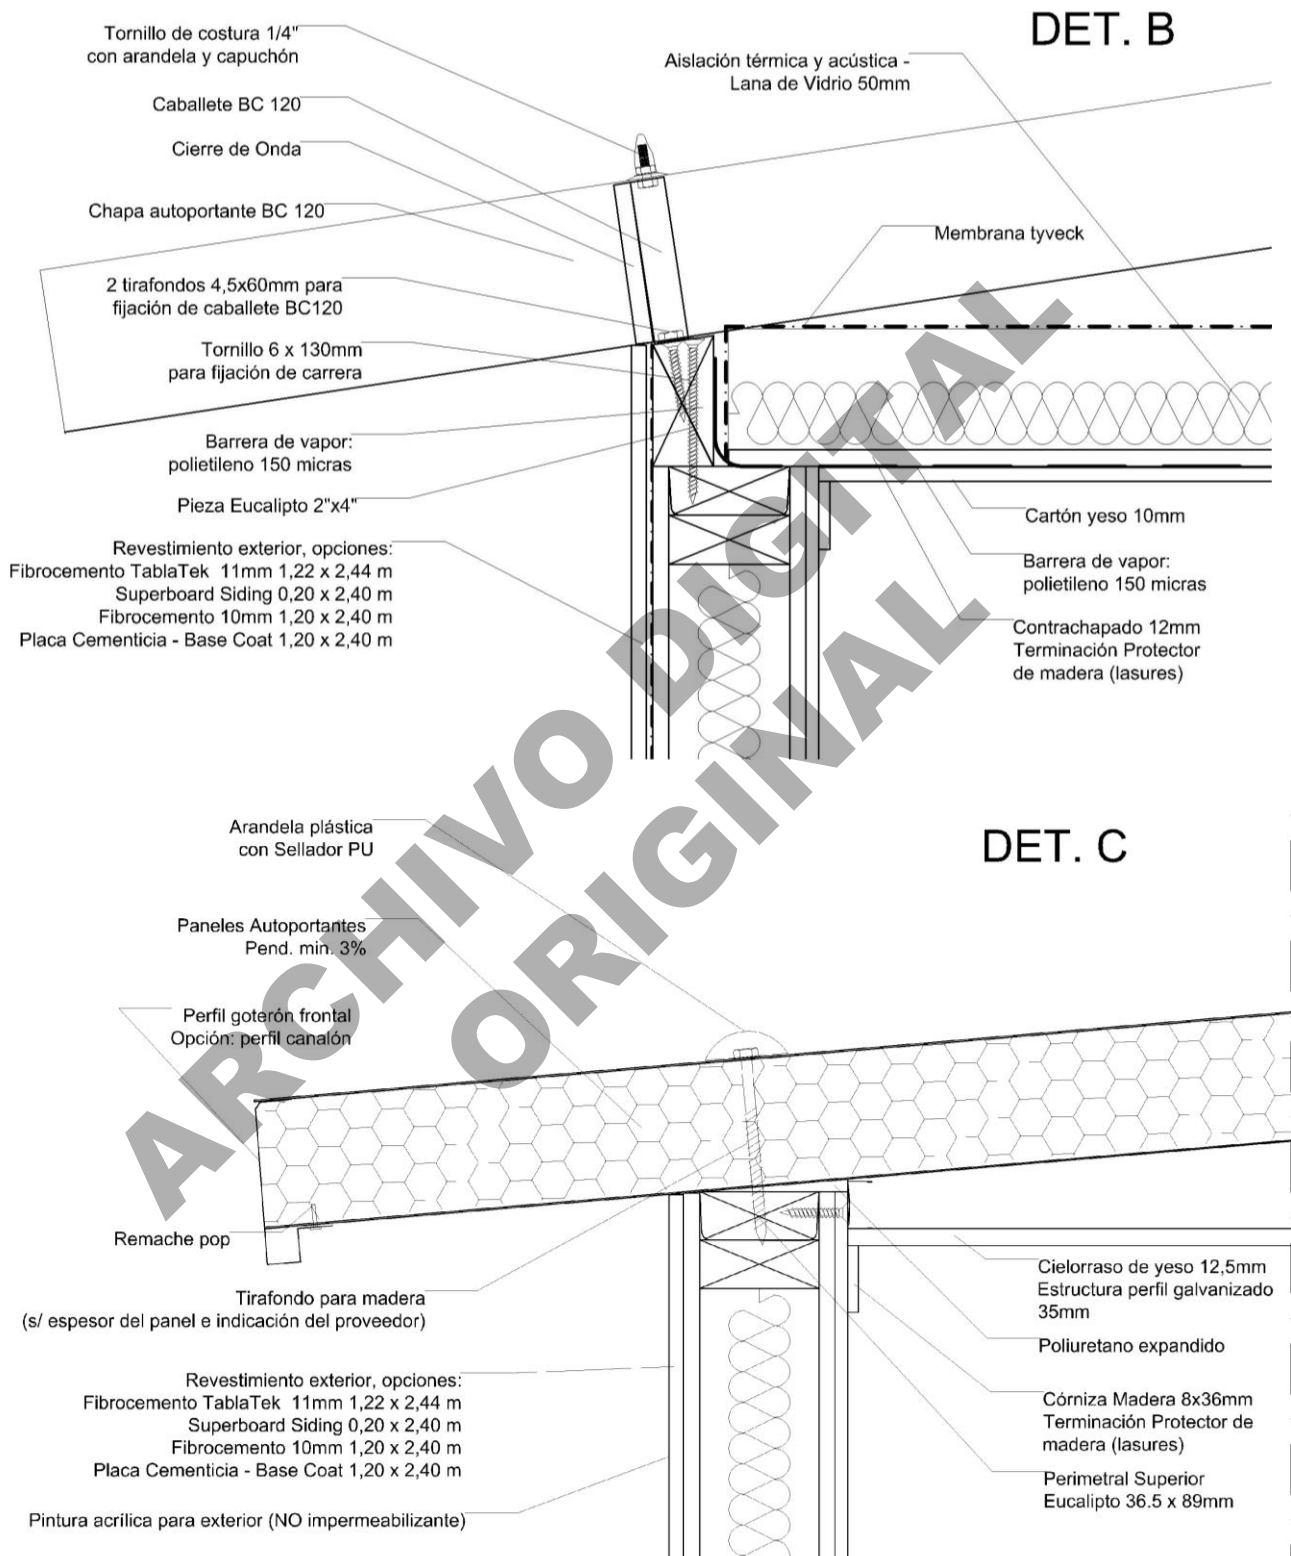 DET. B
Tornillo de costura 1/4"
con arandela y capuchón
Aislación térmica y acústica -
Lana de Vidrio 50mm
Caballete BC 120
Cierre de Onda
Chapa autoportante BC 120
Membrana tyveck
2 tirafondos 4,5x60mm para
fijación de caballete BC120
Tornillo 6 x 130mm
para fijación de carrera
Barrera de vapor:
polietileno 150 micras
Pieza Eucalipto 2"x4"
Cartón yeso 10mm
Revestimiento exterior, opciones:
Fibrocemento TablaTek 11mm 1,22 x 2,44 m
Superboard Siding 0,20 x 2,40 m
Fibrocemento 10mm 1,20 x 2,40 m
Placa Cementicia - Base Coat 1,20 x 2,40 m
Barrera de vapor:
polietileno 150 micras
Contrachapado 12mm
Terminación Protector
de madera (lasures)
ARCHIVO DIGITAL
ORIGINAL
DET. C
Arandela plástica
con Sellador PU
Paneles Autoportantes
Pend. min. 3%
Perfil goterón frontal
Opción: perfil canalón
Remache pop
Tirafondo para madera
(s/ espesor del panel e indicación del proveedor)
Cielorraso de yeso 12,5mm
Estructura perfil galvanizado
35mm
Poliuretano expandido
Revestimiento exterior, opciones:
Fibrocemento TablaTek 11mm 1,22 x 2,44 m
Superboard Siding 0,20 x 2,40 m
Fibrocemento 10mm 1,20 x 2,40 m
Placa Cementicia - Base Coat 1,20 x 2,40 m
Córniza Madera 8x36mm
Terminación Protector de
madera (lasures)
Perimetral Superior
Eucalipto 36.5 x 89mm
Pintura acrílica para exterior (NO impermeabilizante)